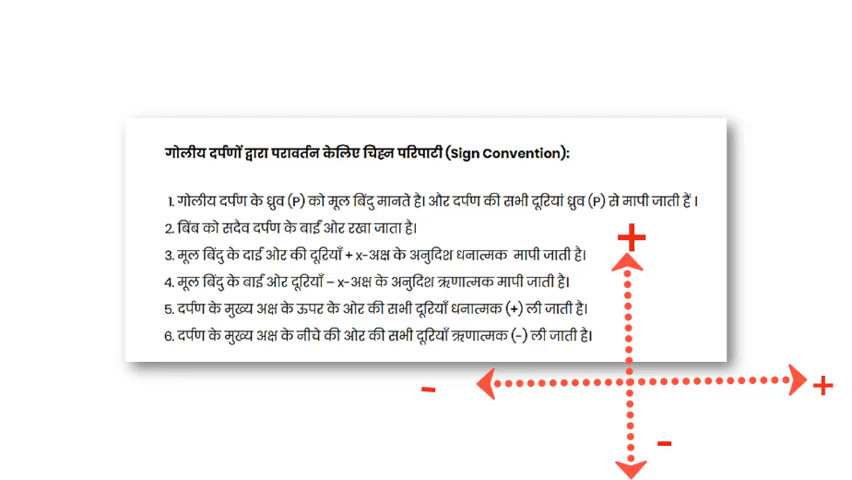 गोलीय दर्पणों द्वारा परावर्तन केलिए चिह्न परिपाटी (Sign Convention):
1. गोलीय दर्पण के ध्रुव (P) को मूल बिंदु मानते है। और दर्पण की सभी दूरियां ध्रुव (P) से मापी जाती हैं ।
2. बिंब को सदैव दर्पण के बाईं ओर रखा जाता है।
3. मूल बिंदु के दाईं ओर की दूरियाँ + x-अक्ष के अनुदिश धनात्मक मापी जाती है।
4. मूल बिंदु के बाईं ओर दूरियाँ – x-अक्ष के अनुदिश ऋणात्मक मापी जाती है।
5. दर्पण के मुख्य अक्ष के ऊपर के ओर की सभी दूरियाँ धनात्मक (+) ली जाती है।
6. दर्पण के मुख्य अक्ष के नीचे की ओर की सभी दूरियाँ ऋणात्मक (-) ली जाती है।
+
- +
-